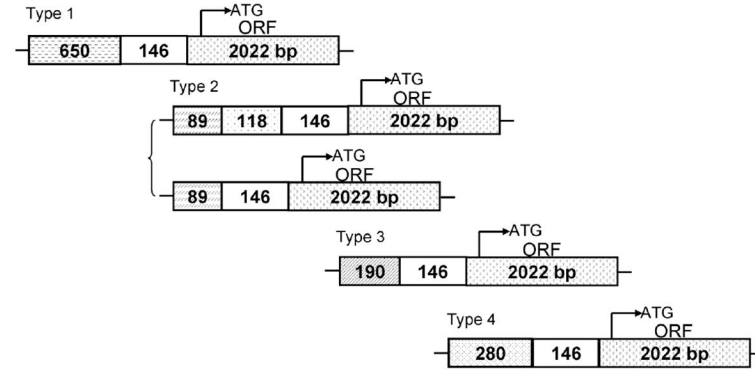 Type 1
ATG
ORF
650 146 2022 bp
Type 2
ATG
ORF
89 118 146 2022 bp
ATG
ORF
89 146 2022 bp
Type 3
ATG
ORF
190 146 2022 bp
Type 4
ATG
ORF
280 146 2022 bp